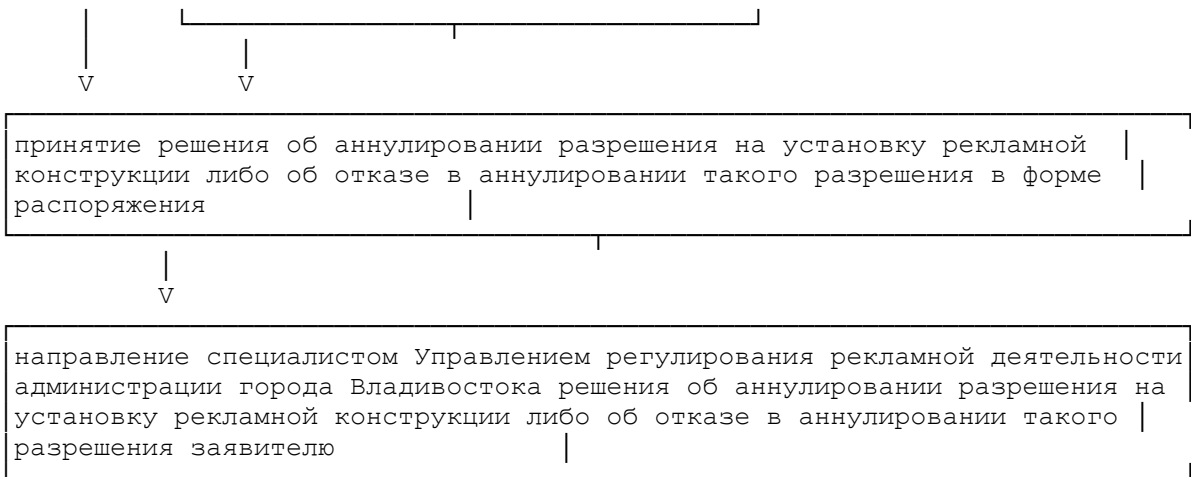 V V
принятие решения об аннулировании разрешения на установку рекламной
конструкции либо об отказе в аннулировании такого разрешения в форме
распоряжения
V
направление специалистом Управлением регулирования рекламной деятельности
администрации города Владивостока решения об аннулировании разрешения на
установку рекламной конструкции либо об отказе в аннулировании такого
разрешения заявителю